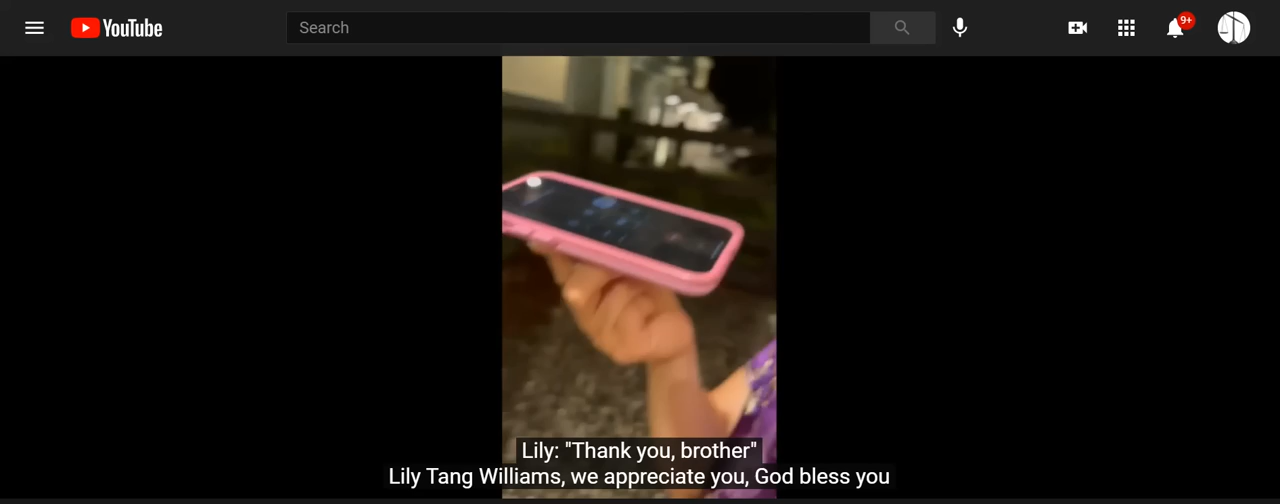 YouTube
Search
9+
Lily: "Thank you, brother"
Lily Tang Williams, we appreciate you, God bless you